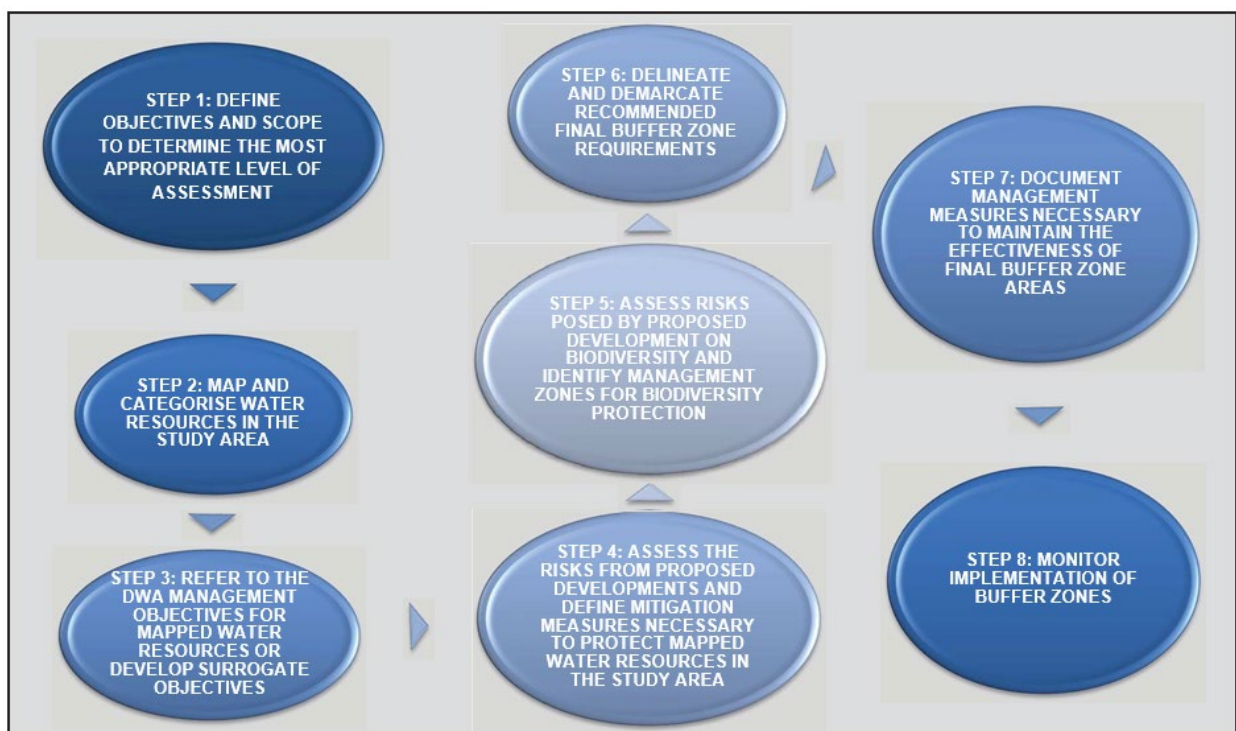 STEP 1: DEFINE
OBJECTIVES AND SCOPE
TO DETERMINE THE MOST
APPROPRIATE LEVEL OF
ASSESSMENT
STEP 2: MAP AND
CATEGORISE WATER
RESOURCES IN THE
STUDY AREA
STEP 3: REFER TO THE
DWA MANAGEMENT
OBJECTIVES FOR
MAPPED WATER
RESOURCES OR
DEVELOP SURROGATE
OBJECTIVES
STEP 4: ASSESS THE
RISKS FROM PROPOSED
DEVELOPMENTS AND
DEFINE MITIGATION
MEASURES NECESSARY
TO PROTECT MAPPED
WATER RESOURCES IN
THE STUDY AREA
STEP 5: ASSESS RISKS
POSED BY PROPOSED
DEVELOPMENT ON
BIODIVERSITY AND
IDENTIFY MANAGEMENT
ZONES FOR BIODIVERSITY
PROTECTION
STEP 6: DELINEATE
AND DEMARCATE
RECOMMENDED
FINAL BUFFER ZONE
REQUIREMENTS
STEP 7: DOCUMENT
MANAGEMENT
MEASURES NECESSARY
TO MAINTAIN THE
EFFECTIVENESS OF
FINAL BUFFER ZONE
AREAS
STEP 8: MONITOR
IMPLEMENTATION OF
BUFFER ZONES